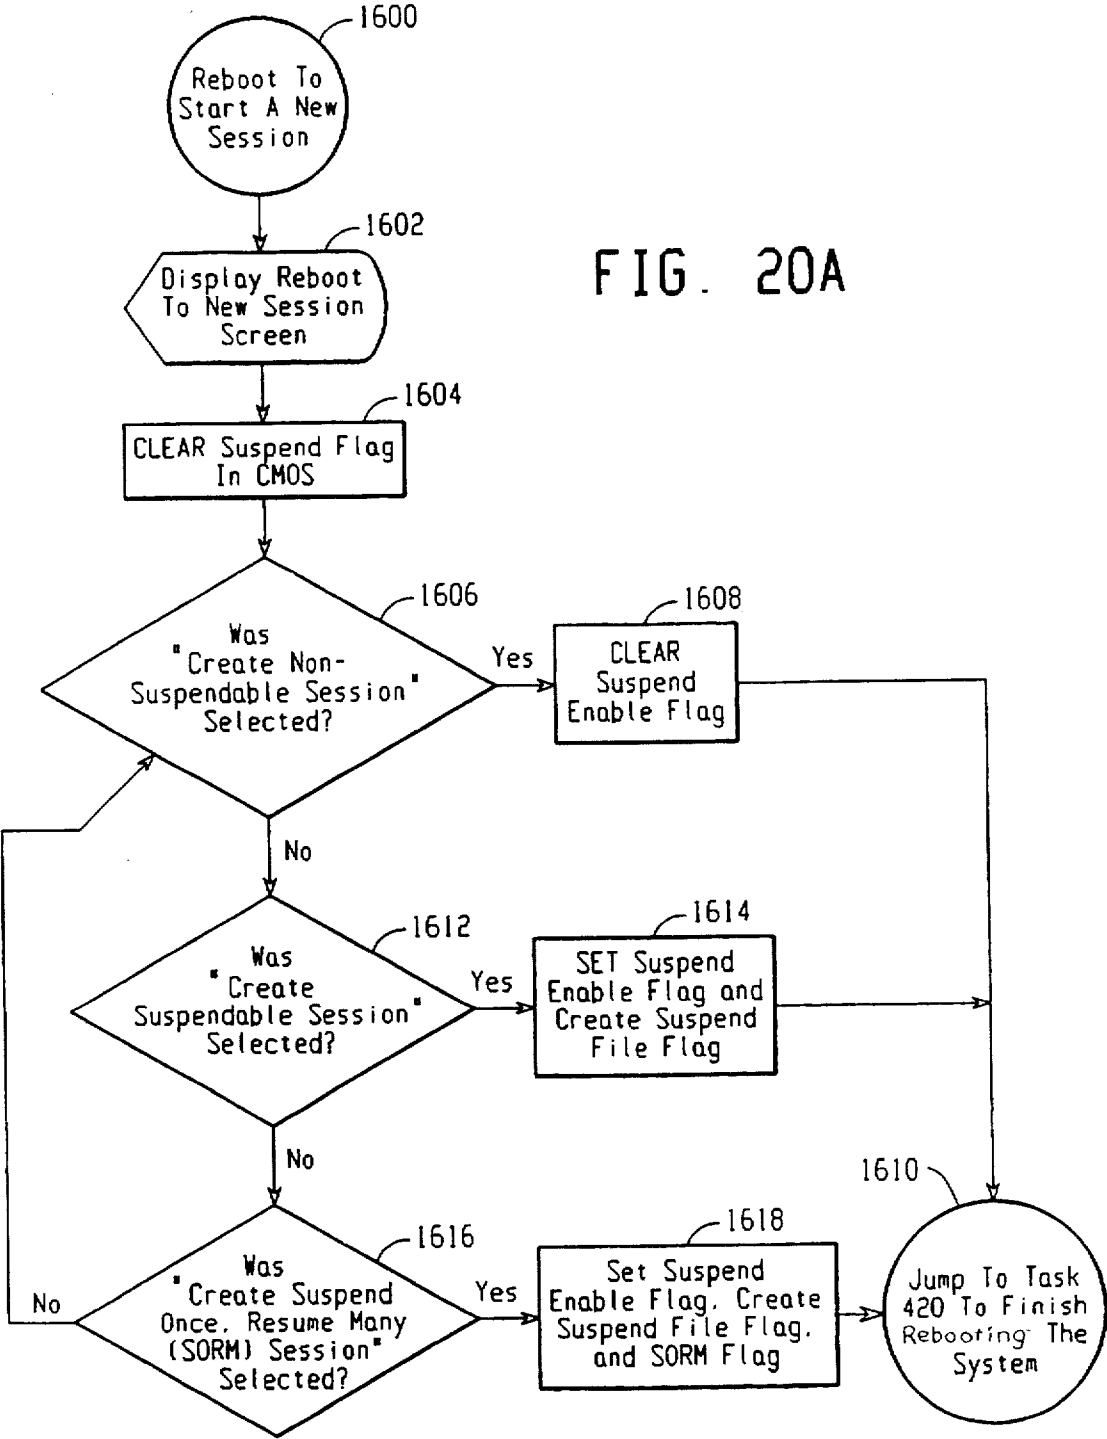 1600
Reboot To
Start A New
Session
1602
Display Reboot
To New Session
Screen
FIG. 20A
1604
CLEAR Suspend Flag
In CMOS
1606
Was
"Create Non-
Suspendable Session"
Selected?
Yes
1608
CLEAR
Suspend
Enable Flag
No
1612
Was
"Create
Suspendable Session"
Selected?
Yes
1614
SET Suspend
Enable Flag and
Create Suspend
File Flag
No
1616
Was
"Create Suspend
Once, Resume Many
(SORM) Session"
Selected?
No
Yes
1618
Set Suspend
Enable Flag, Create
Suspend File Flag,
and SORM Flag
1610
Jump To Task
420 To Finish
Rebooting The
System